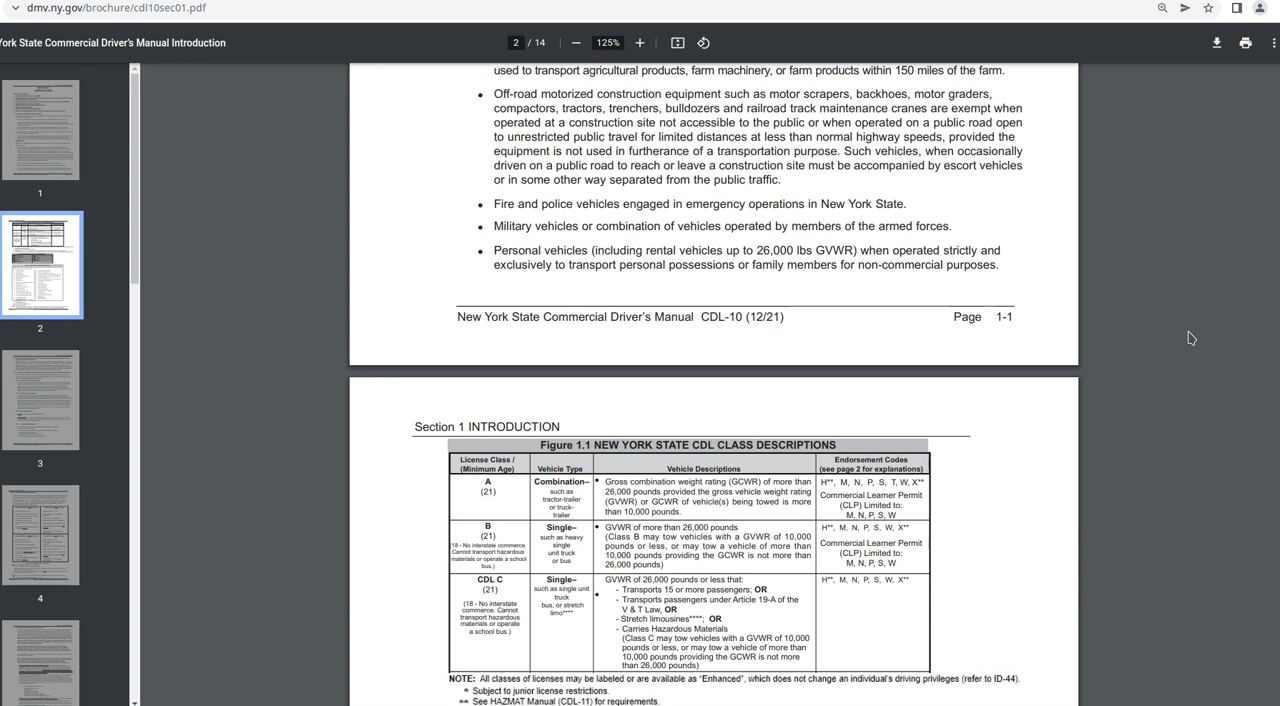 dmv.ny.gov/brochure/cdl10sec01.pdf
York State Commercial Driver's Manual Introduction
2 / 14
125%
used to transport agricultural products, farm machinery, or farm products within 150 miles of the farm.
• Off-road motorized construction equipment such as motor scrapers, backhoes, motor graders,
compactors, tractors, trenchers, bulldozers and railroad track maintenance cranes are exempt when
operated at a construction site not accessible to the public or when operated on a public road open
to unrestricted public travel for limited distances at less than normal highway speeds, provided the
equipment is not used in furtherance of a transportation purpose. Such vehicles, when occasionally
driven on a public road to reach or leave a construction site must be accompanied by escort vehicles
or in some other way separated from the public traffic.
• Fire and police vehicles engaged in emergency operations in New York State.
• Military vehicles or combination of vehicles operated by members of the armed forces.
• Personal vehicles (including rental vehicles up to 26,000 lbs GVWR) when operated strictly and
exclusively to transport personal possessions or family members for non-commercial purposes.
New York State Commercial Driver's Manual CDL-10 (12/21) Page 1-1
Section 1 INTRODUCTION
Figure 1.1 NEW YORK STATE CDL CLASS DESCRIPTIONS
License Class /
(Minimum Age)
Vehicle Type
Vehicle Descriptions
Endorsement Codes
(see page 2 for explanations)
A
(21)
Combination–
such as
tractor-trailer
or truck-
trailer
• Gross combination weight rating (GCWR) of more than
26,000 pounds provided the gross vehicle weight rating
(GVWR) or GCWR of vehicle(s) being towed is more
than 10,000 pounds.
H**, M, N, P, S, T, W, X**
Commercial Learner Permit
(CLP) Limited to:
M, N, P, S, W
B
(21)
(18 - No interstate commerce.
Cannot transport hazardous
materials or operate a school
bus.)
Single–
such as heavy
single
unit truck
or bus
• GVWR of more than 26,000 pounds
(Class B may tow vehicles with a GVWR of 10,000
pounds or less, or may tow a vehicle of more than
10,000 pounds providing the GCWR is not more than
26,000 pounds)
H**, M, N, P, S, W, X**
Commercial Learner Permit
(CLP) Limited to:
M, N, P, S, W
CDL C
(21)
(18 - No interstate
commerce. Cannot
transport hazardous
materials or operate
a school bus.)
Single–
such as single unit
truck
bus, or stretch
limo****
• GVWR of 26,000 pounds or less that:
- Transports 15 or more passengers; OR
- Transports passengers under Article 19-A of the
V & T Law, OR
- Stretch limousines****; OR
- Carries Hazardous Materials
(Class C may tow vehicles with a GVWR of 10,000
pounds or less, or may tow a vehicle of more than
10,000 pounds providing the GCWR is not more
than 26,000 pounds)
H**, M, N, P, S, W, X**
NOTE: All classes of licenses may be labeled or are available as "Enhanced", which does not change an individual's driving privileges (refer to ID-44).
* Subject to junior license restrictions.
** See HAZMAT Manual (CDL-11) for requirements.
1
2
3
4